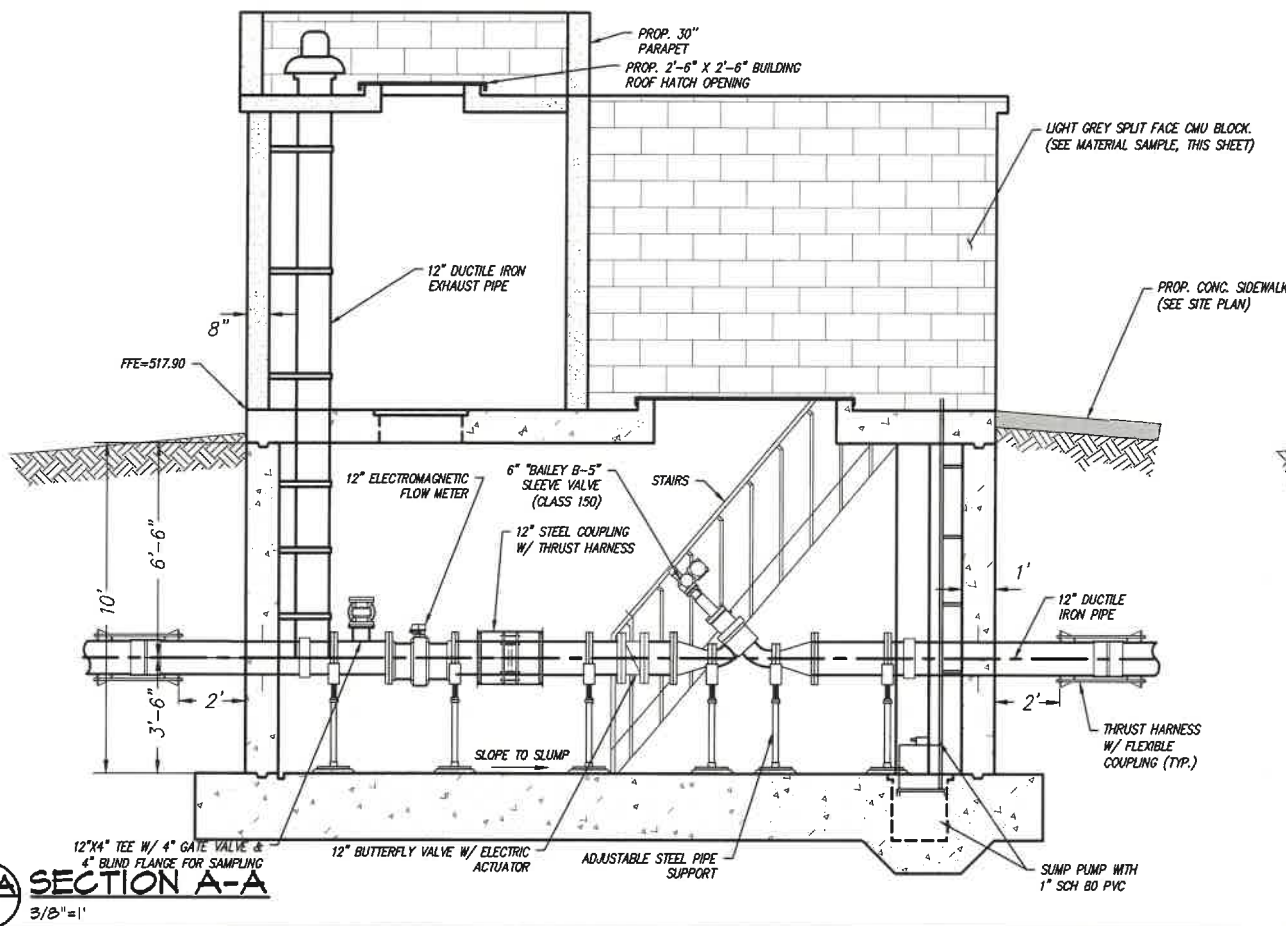 PROP. 30"
PARAPET
PROP. 2'-6" X 2'-6" BUILDING
ROOF HATCH OPENING
LIGHT GREY SPLIT FACE CMU BLOCK.
(SEE MATERIAL SAMPLE, THIS SHEET)
12" DUCTILE IRON
EXHAUST PIPE
PROP. CONC. SIDEWALK
(SEE SITE PLAN)
8"
FFE=517.90
12" ELECTROMAGNETIC
FLOW METER
6" "BAILEY B-5"
SLEEVE VALVE
(CLASS 150)
STAIRS
12" STEEL COUPLING
W/ THRUST HARNESS
6'-6"
10'
1'
12" DUCTILE
IRON PIPE
3'-6"
2'
2'
SLOPE TO SLUMP
THRUST HARNESS
W/ FLEXIBLE
COUPLING (TYP.)
12"X4" TEE W/ 4" GATE VALVE &
4" BLIND FLANGE FOR SAMPLING
12" BUTTERFLY VALVE W/ ELECTRIC
ACTUATOR
ADJUSTABLE STEEL PIPE
SUPPORT
SUMP PUMP WITH
1" SCH 80 PVC
A
SECTION A-A
3/8"=1'